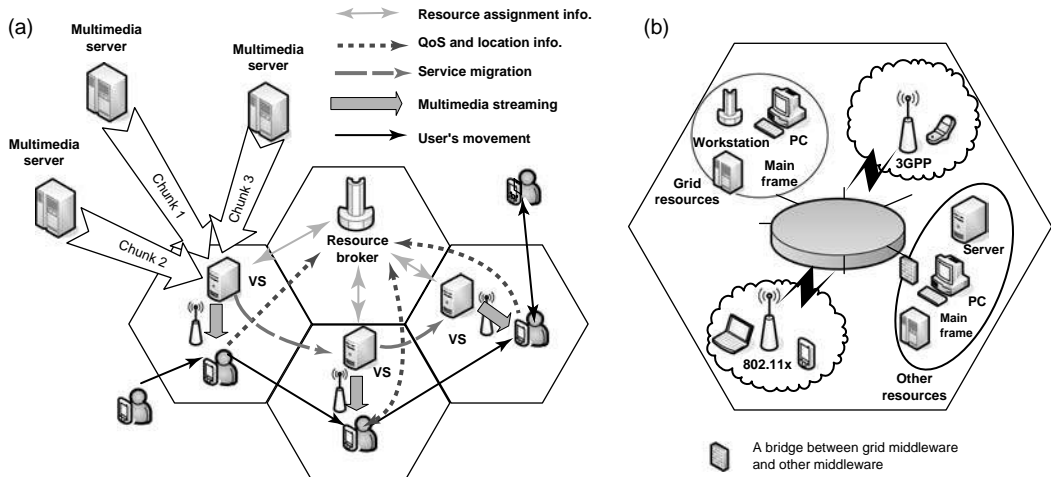 (a)
Multimedia
server
Multimedia
server
Multimedia
server
Resource assignment info.
QoS and location info.
Service migration
Multimedia streaming
User's movement
Chunk 1
Chunk 3
Chunk 2
Resource
broker
VS
VS
VS
(b)
Workstation
PC
Main
frame
Grid
resources
3GPP
Server
PC
Main
frame
802.11x
Other
resources
A bridge between grid middleware
and other middleware